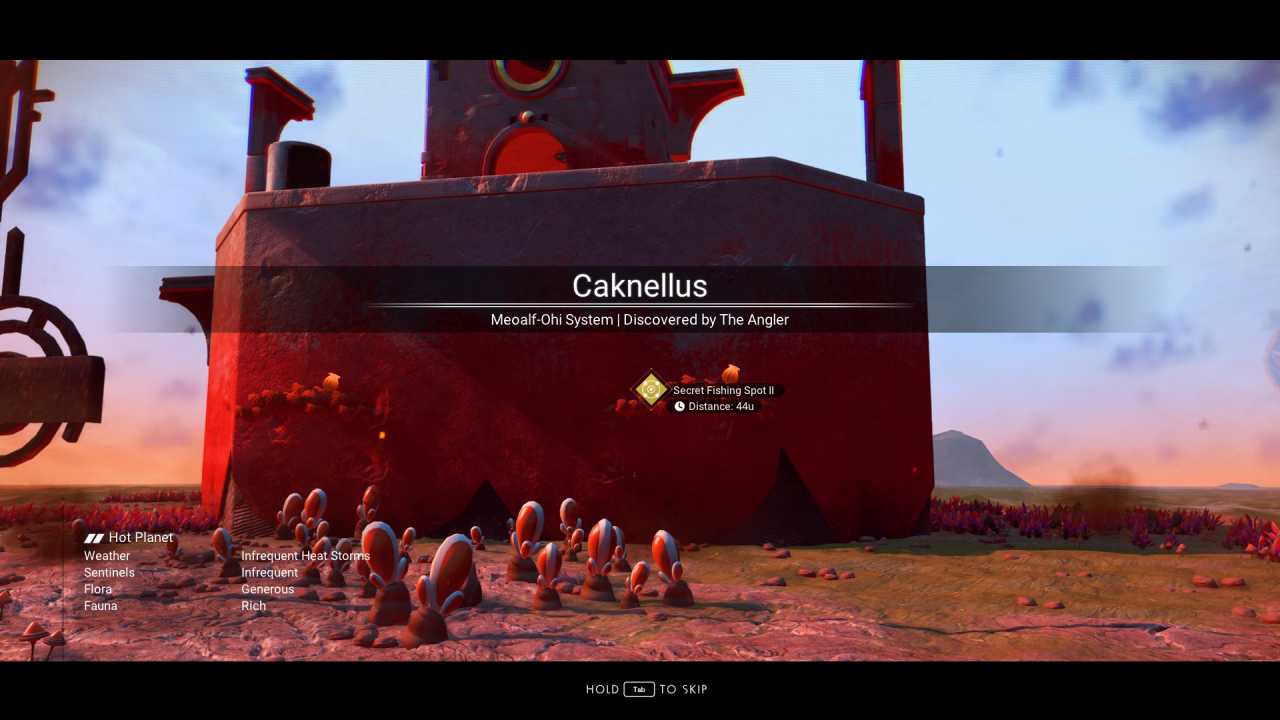 Caknellus
Meoalf-Ohi System | Discovered by The Angler
Secret Fishing Spot II
Distance: 44u
Hot Planet
Weather Infrequent Heat Storms
Sentinels Infrequent
Flora Generous
Fauna Rich
HOLD Tab TO SKIP